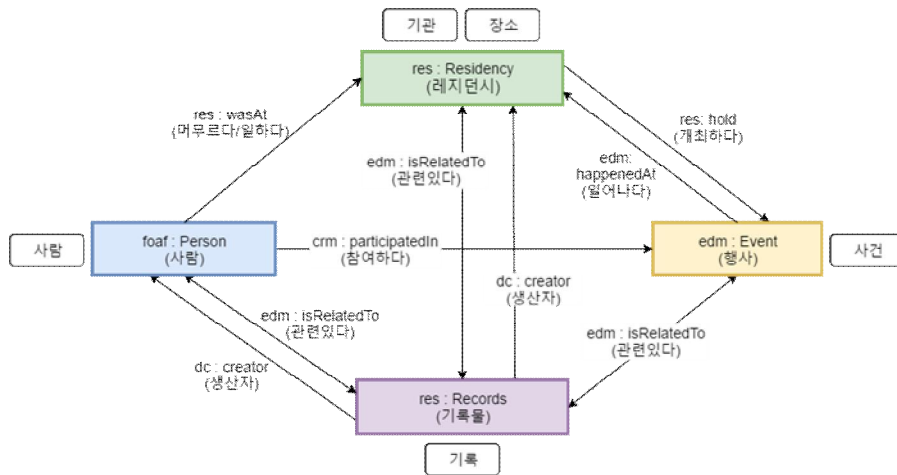 기관
장소
res : Residency
(레지던시)
res : wasAt
(머무르다/일하다)
res: hold
(개최하다)
edm : isRelatedTo
(관련있다)
edm:
happenedAt
(일어나다)
사람
foaf : Person
(사람)
crm : participatedIn
(참여하다)
edm : Event
(행사)
사건
dc : creator
(생산자)
edm : isRelatedTo
(관련있다)
edm : isRelatedTo
(관련있다)
dc : creator
(생산자)
res : Records
(기록물)
기록